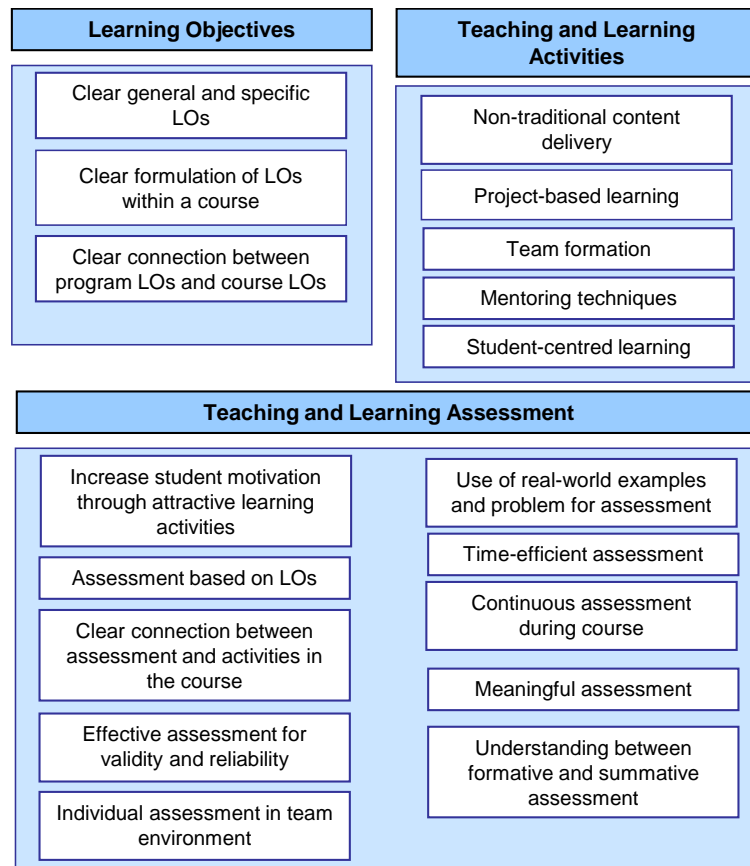 Learning Objectives
Clear general and specific
LOs
Clear formulation of LOs
within a course
Clear connection between
program LOs and course LOs
Teaching and Learning
Activities
Non-traditional content
delivery
Project-based learning
Team formation
Mentoring techniques
Student-centred learning
Teaching and Learning Assessment
Increase student motivation
through attractive learning
activities
Assessment based on LOs
Clear connection between
assessment and activities in
the course
Effective assessment for
validity and reliability
Individual assessment in team
environment
Use of real-world examples
and problem for assessment
Time-efficient assessment
Continuous assessment
during course
Meaningful assessment
Understanding between
formative and summative
assessment